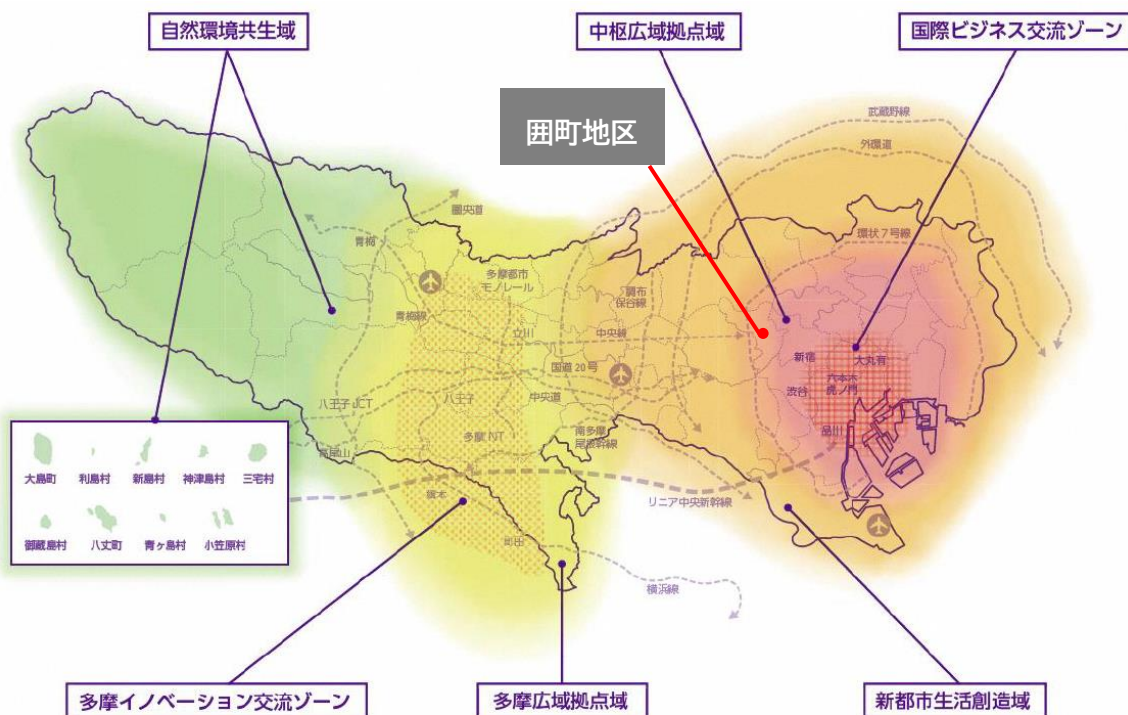 自然環境共生域
中枢広域拠点域
国際ビジネス交流ゾーン
囲町地区
武蔵野線
外環道
圏央道
青梅
環状7号線
多摩都市
モノレール
調布
保谷線
青梅線
立川
中央線
新宿
大丸有
国道20号
六本木
虎ノ門
渋谷
八王子JCT
八王子
中央道
品川
多摩NT
南多摩
尾根幹線
高尾山
大島町
利島村
新島村
神津島村
三宅村
橋本
リニア中央新幹線
御蔵島村
八丈町
青ヶ島村
小笠原村
町田
横浜線
多摩イノベーション交流ゾーン
多摩広域拠点域
新都市生活創造域